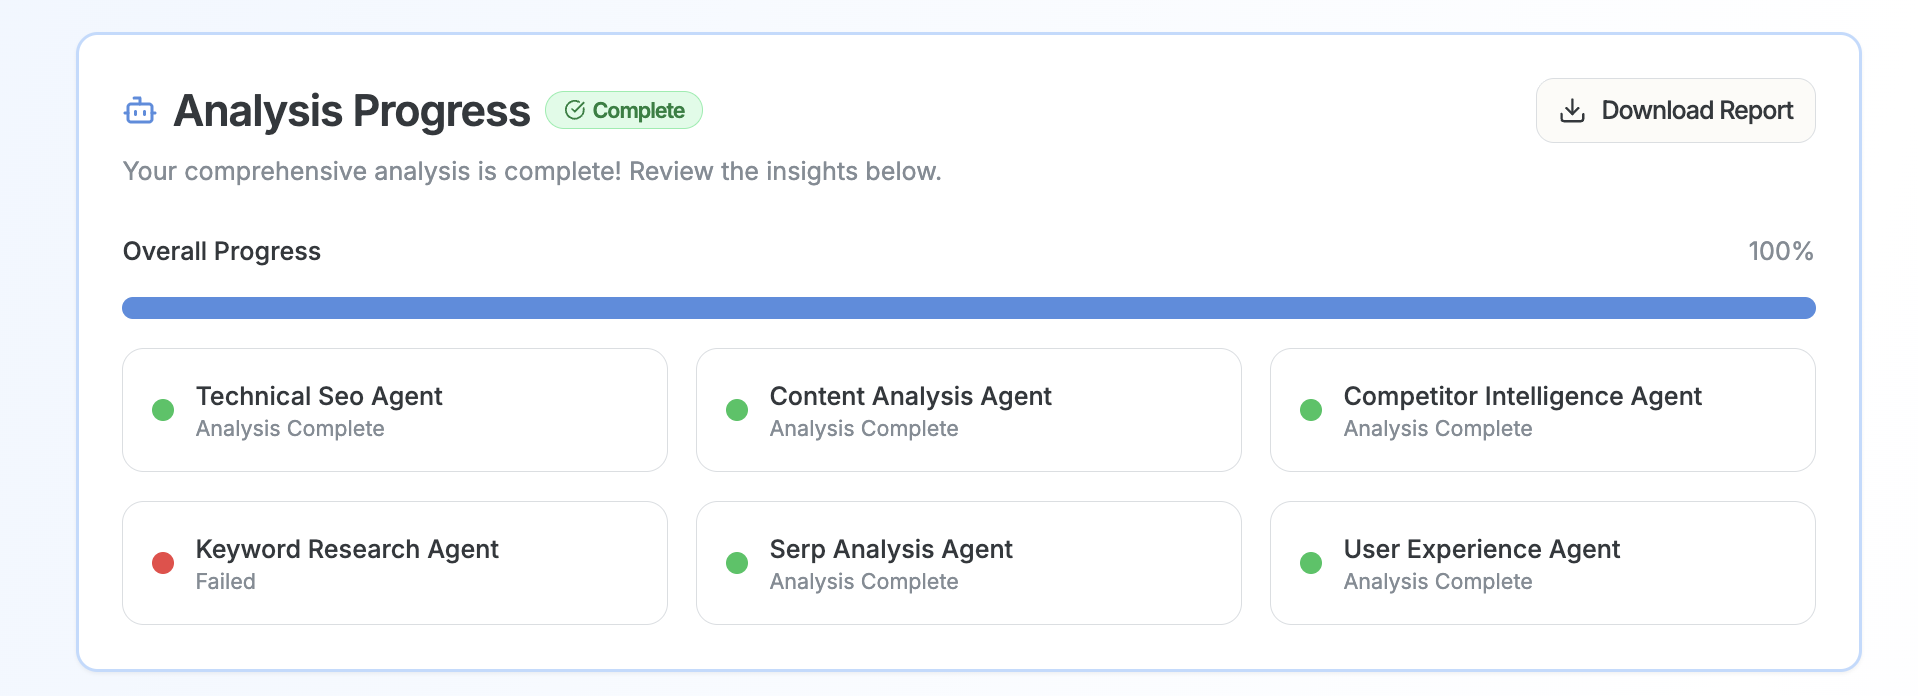 Analysis Progress
Complete
Download Report
Your comprehensive analysis is complete! Review the insights below.
Overall Progress
100%
Technical Seo Agent
Analysis Complete
Content Analysis Agent
Analysis Complete
Competitor Intelligence Agent
Analysis Complete
Keyword Research Agent
Failed
Serp Analysis Agent
Analysis Complete
User Experience Agent
Analysis Complete